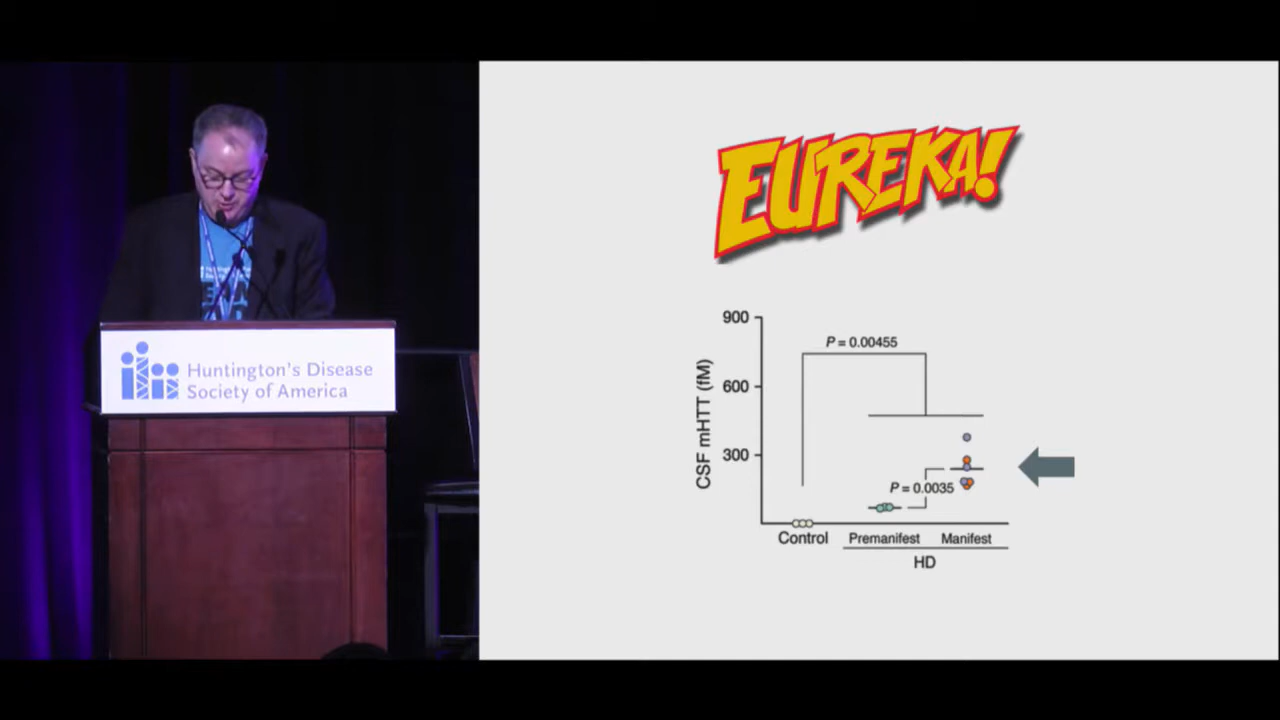 Huntington's Disease
Society of America
EUREKA!
900
600
300
CSF mHTT (fM)
P = 0.00455
P = 0.0035
Control
Premanifest
Manifest
HD